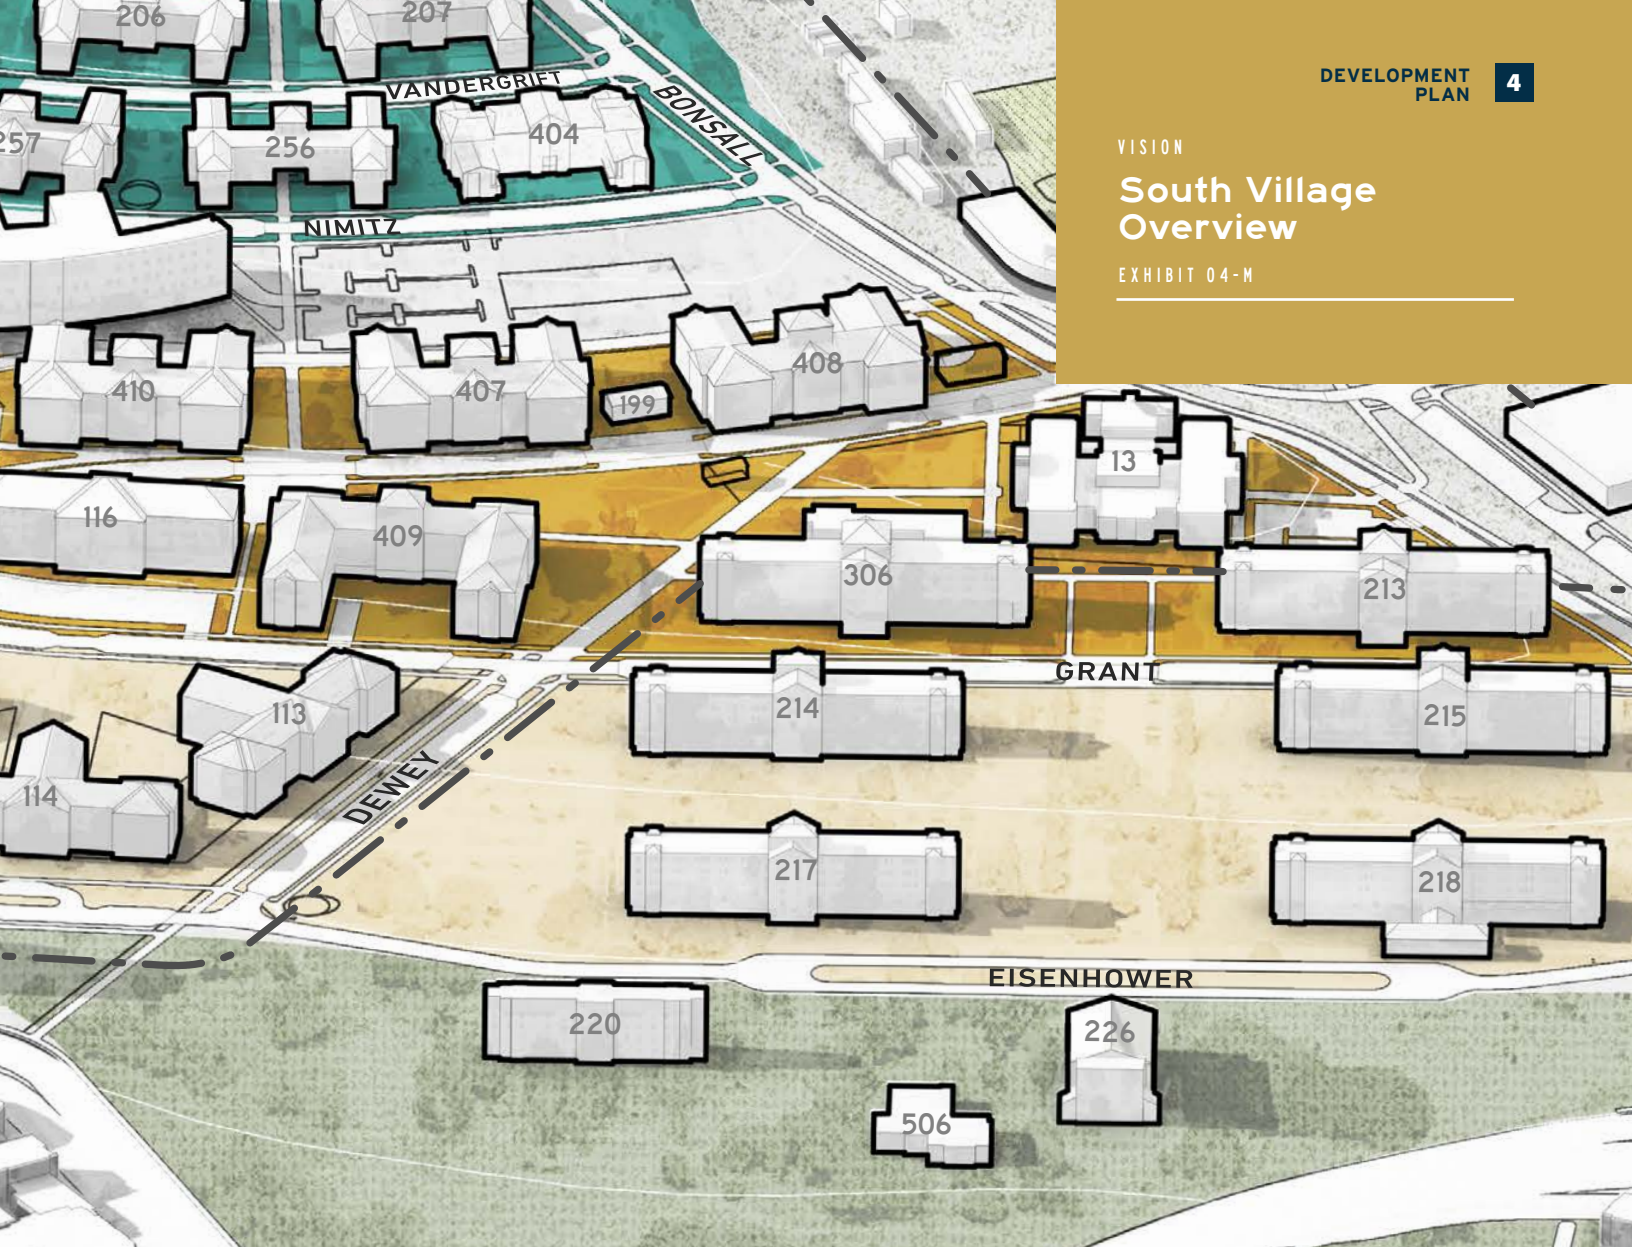 206
207
VANDERGRIFT
BONSALL
DEVELOPMENT
PLAN
4
VISION
South Village
Overview
EXHIBIT 04-M
257
256
404
NIMITZ
410
407
199
408
13
116
409
306
213
GRANT
113
214
215
114
DEWEY
217
218
EISENHOWER
220
226
506